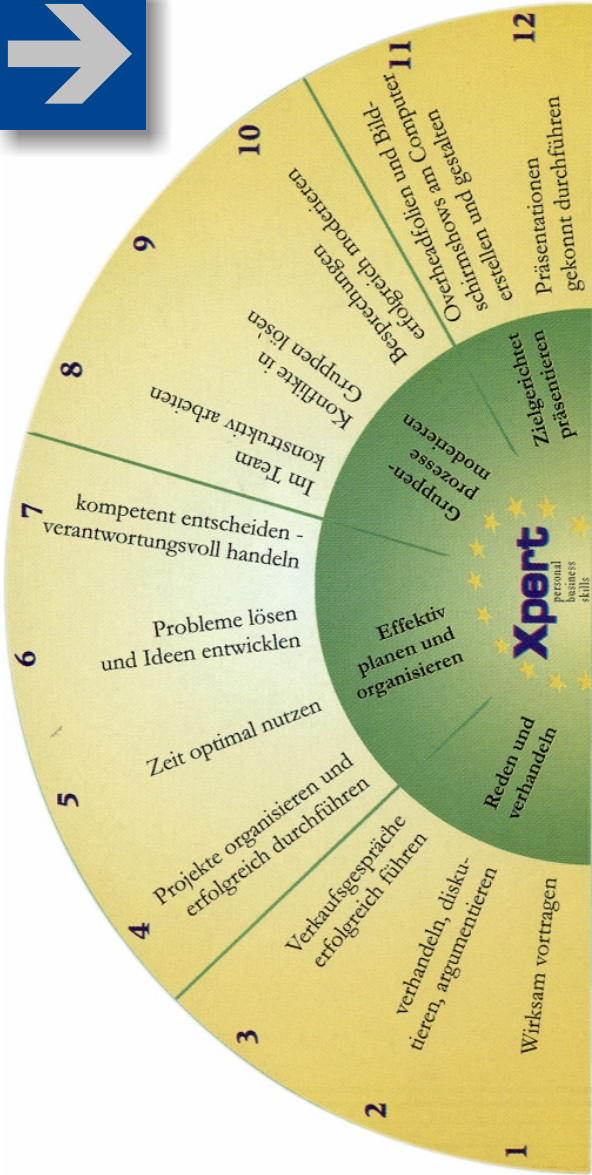 12
Präsentationen
gekonnt durchführen
11
Overheadfolien und Bild-
schirmshows am Computer
erstellen und gestalten
Zielgerichtet
präsentieren
10
Besprechungen
erfolgreich moderieren
9
Konflikte in
Gruppen lösen
8
Im Team
konstruktiv arbeiten
Gruppen-
prozesse
moderieren
7
kompetent entscheiden -
verantwortungsvoll handeln
6
Probleme lösen
und Ideen entwickeln
5
Zeit optimal nutzen
4
Projekte organisieren und
erfolgreich durchführen
Effektiv
planen und
organisieren
3
Verkaufsgespräche
erfolgreich führen
2
verhandeln, disku-
tieren, argumentieren
1
Wirksam vortragen
Reden und
verhandeln
Xpert
personal
business
skills